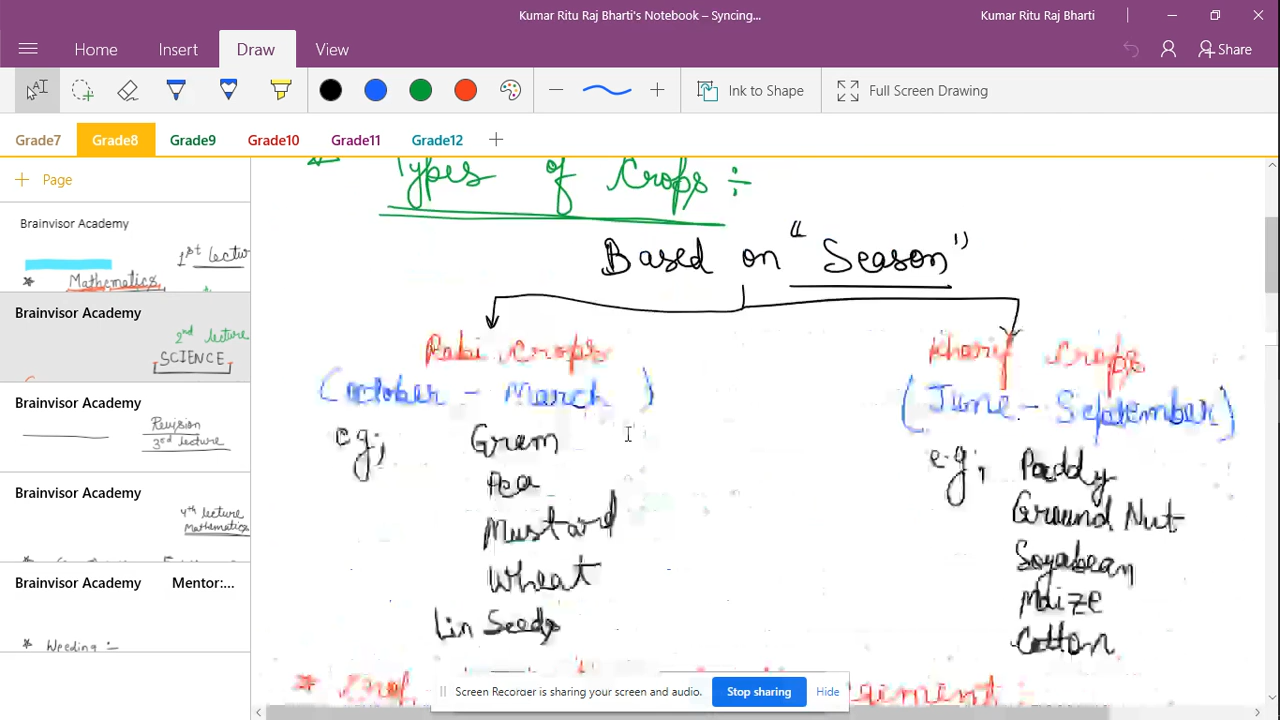 Kumar Ritu Raj Bharti's Notebook – Syncing...
Kumar Ritu Raj Bharti
Home Insert Draw View
Share
Ink to Shape
Full Screen Drawing
Grade7 Grade8 Grade9 Grade10 Grade11 Grade12
Page
Brainvisor Academy
1st lectur
* Mathematics
Brainvisor Academy
2nd lecture
[SCIENCE]
Brainvisor Academy
Revision
3rd lecture
Brainvisor Academy
4th lecture
Mathematics
Brainvisor Academy Mentor:...
* Weeding :-
* Types of Crops ÷
Based on "Season"
Rabi Crops
(October - March )
eg; Gram
Pea
Mustard
Wheat
Lin Seeds
Kharif Crops
(June - September)
e.g; Paddy
Ground Nut
Soyabean
Maize
Cotton
* Crop
Screen Recorder is sharing your screen and audio.
Stop sharing
Hide